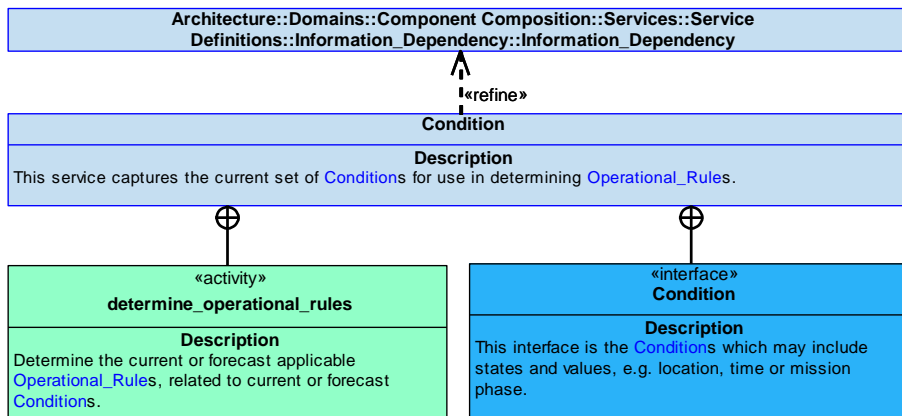 Architecture::Domains::Component Composition::Services::Service
Definitions::Information_Dependency::Information_Dependency
«refine»
Condition
Description
This service captures the current set of Conditions for use in determining Operational_Rules.
«activity»
determine_operational_rules
Description
Determine the current or forecast applicable
Operational_Rules, related to current or forecast
Conditions.
«interface»
Condition
Description
This interface is the Conditions which may include
states and values, e.g. location, time or mission
phase.